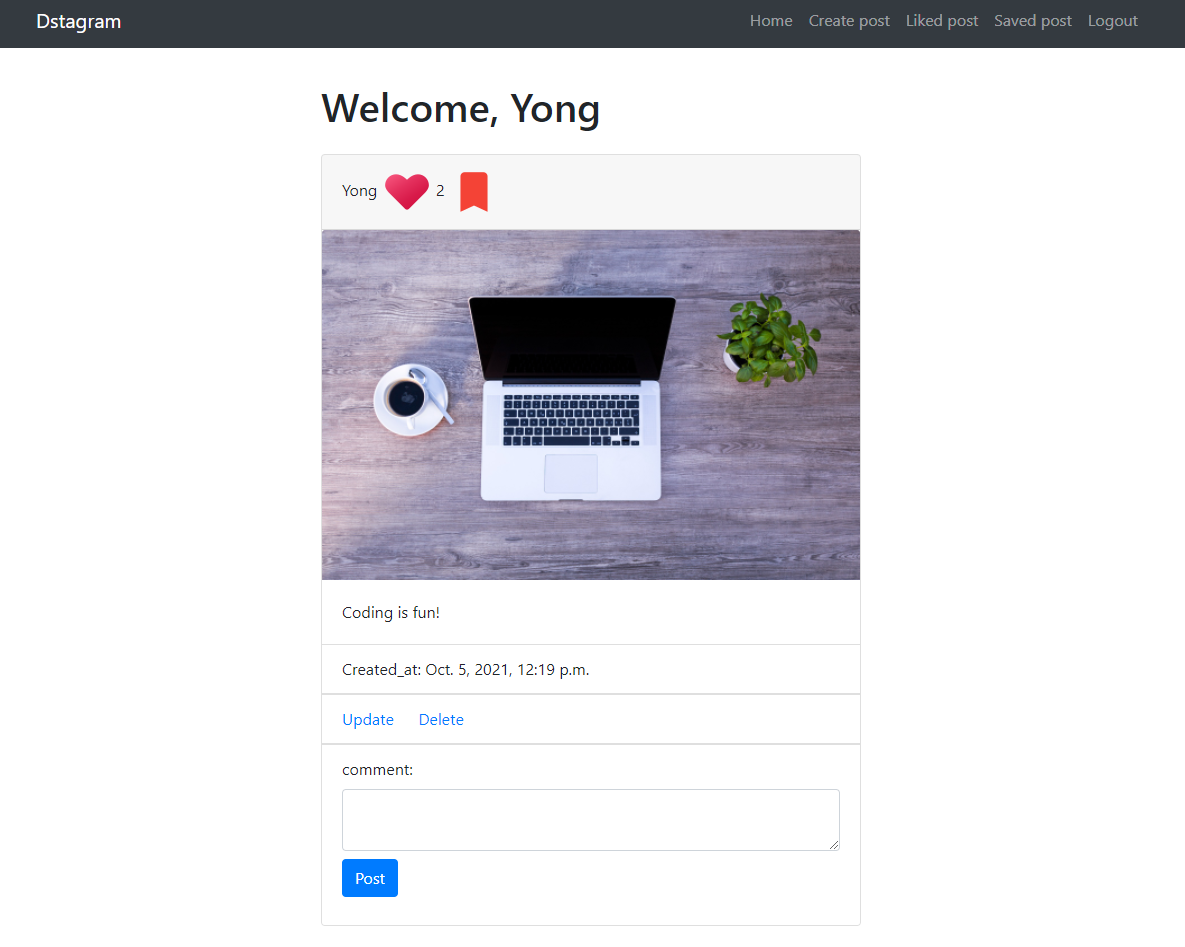 Dstagram Home Create post Liked post Saved post Logout
Welcome, Yong
Yong 2
Coding is fun!
Created_at: Oct. 5, 2021, 12:19 p.m.
Update Delete
comment:
Post